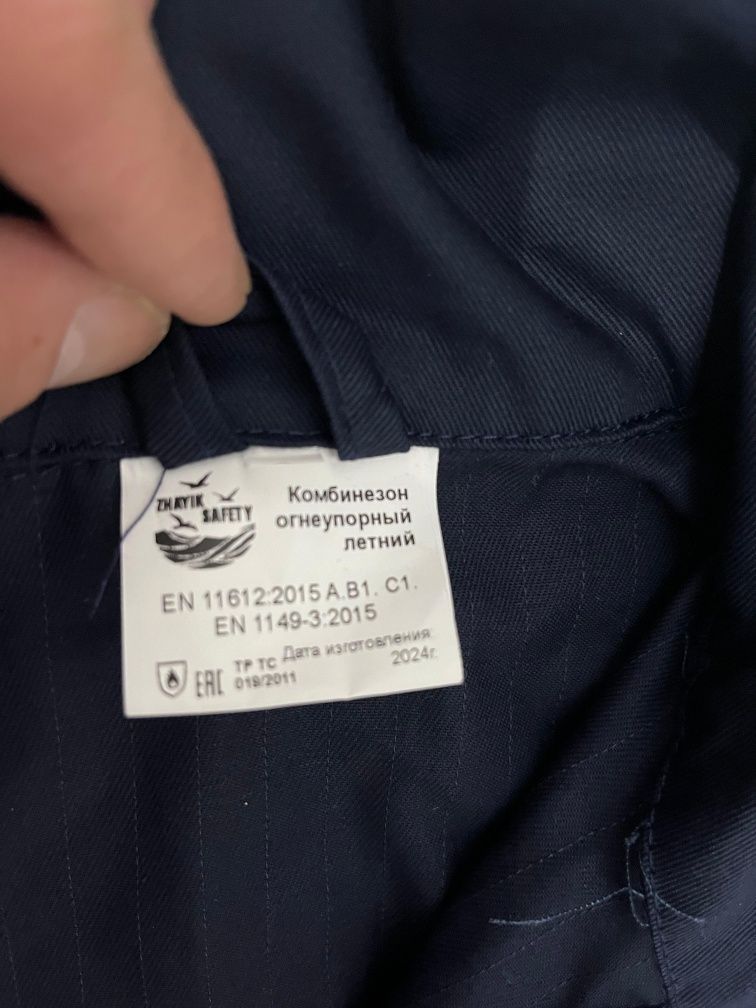 ZHAYIK
SAFETY
Комбинезон
огнеупорный
летний
EN 11612:2015 A.B1. C1.
EN 1149-3:2015
EAC
ТР ТС
019/2011
Дата изготовления:
2024г.